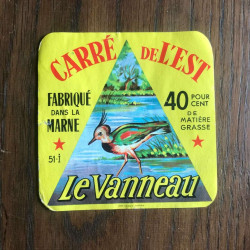 CARRÉ DE L'EST
FABRIQUÉ
DANS LA
MARNE
40 POUR
CENT
DE
MATIÈRE
GRASSE
51-I
Le Vanneau